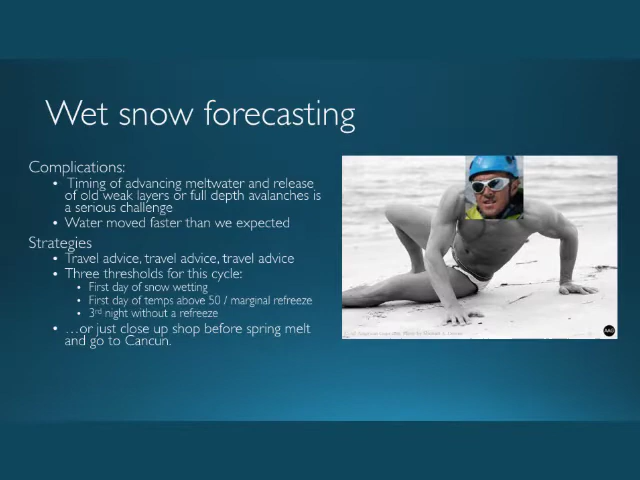 Wet snow forecasting
Complications:
• Timing of advancing meltwater and release
of old weak layers or full depth avalanches is
a serious challenge
• Water moved faster than we expected
Strategies
• Travel advice, travel advice, travel advice
• Three thresholds for this cycle:
• First day of snow wetting
• First day of temps above 50 / marginal refreeze
• 3rd night without a refreeze
• …or just close up shop before spring melt
and go to Cancun.